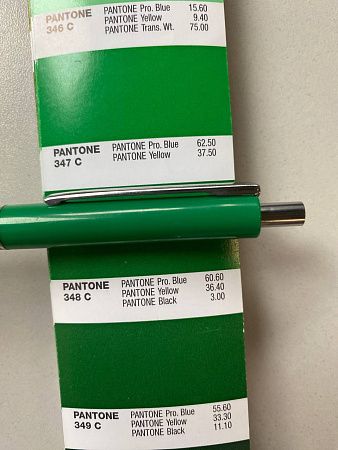 PANTONE 346 C
PANTONE Pro. Blue 15.60
PANTONE Yellow 9.40
PANTONE Trans. Wt. 75.00
PANTONE 347 C
PANTONE Pro. Blue 62.50
PANTONE Yellow 37.50
PANTONE 348 C
PANTONE Pro. Blue 60.60
PANTONE Yellow 36.40
PANTONE Black 3.00
PANTONE 349 C
PANTONE Pro. Blue 55.60
PANTONE Yellow 33.30
PANTONE Black 11.10